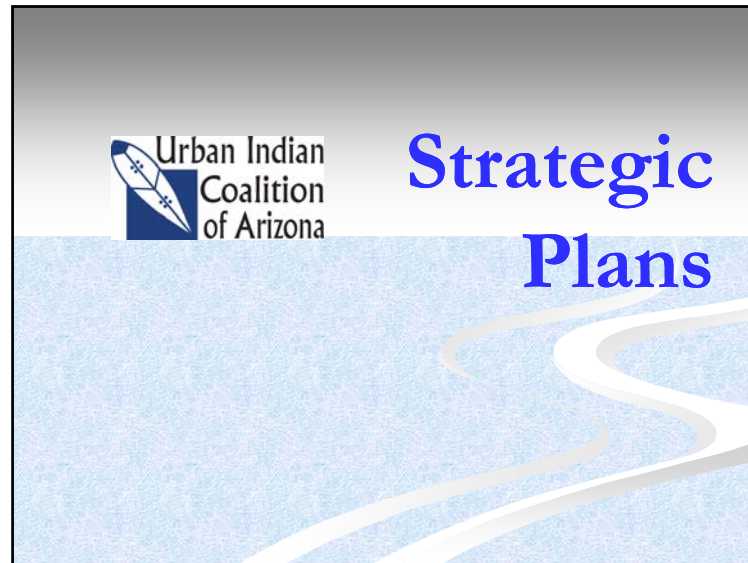 Urban Indian
Coalition
of Arizona
Strategic
Plans